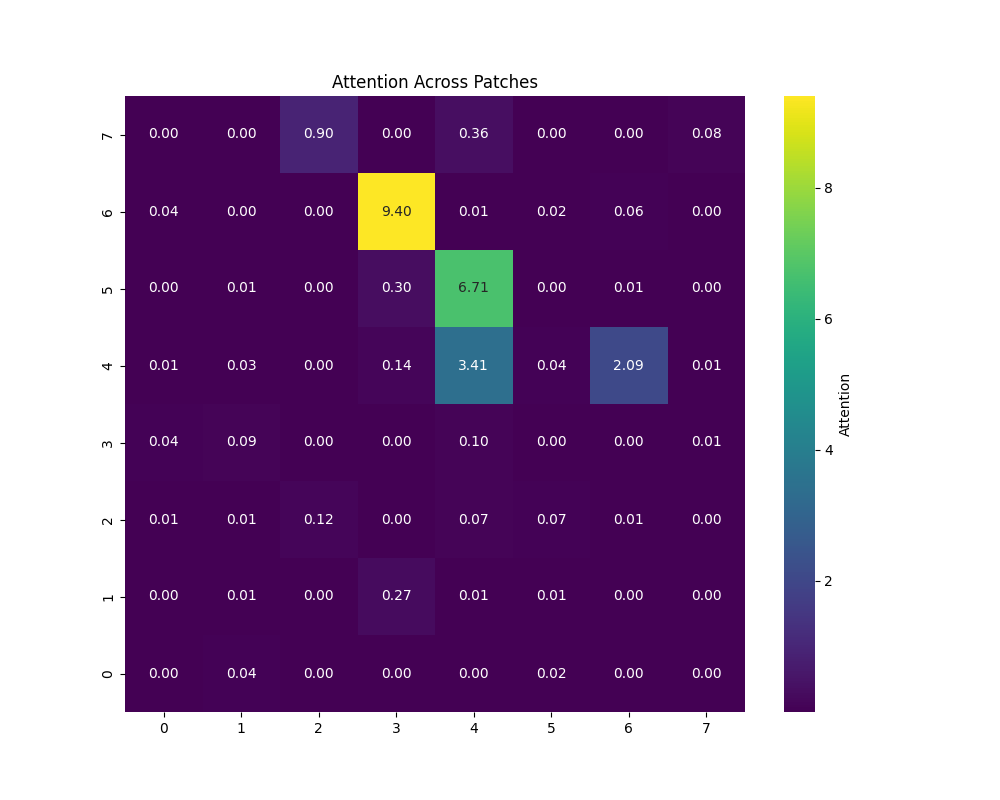 Attention Across Patches
7 0.00 0.00 0.90 0.00 0.36 0.00 0.00 0.08
6 0.04 0.00 0.00 9.40 0.01 0.02 0.06 0.00
5 0.00 0.01 0.00 0.30 6.71 0.00 0.01 0.00
4 0.01 0.03 0.00 0.14 3.41 0.04 2.09 0.01
3 0.04 0.09 0.00 0.00 0.10 0.00 0.00 0.01
2 0.01 0.01 0.12 0.00 0.07 0.07 0.01 0.00
1 0.00 0.01 0.00 0.27 0.01 0.01 0.00 0.00
0 0.00 0.04 0.00 0.00 0.00 0.02 0.00 0.00
0 1 2 3 4 5 6 7
8
6
4
2
Attention